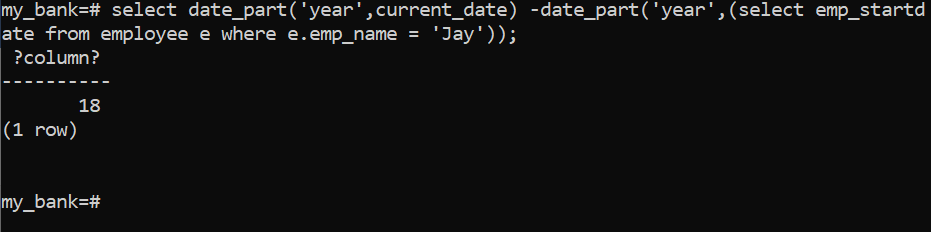 my_bank=# select date_part('year',current_date) -date_part('year',(select emp_startd
ate from employee e where e.emp_name = 'Jay'));
 ?column?
----------
       18
(1 row)
my_bank=#